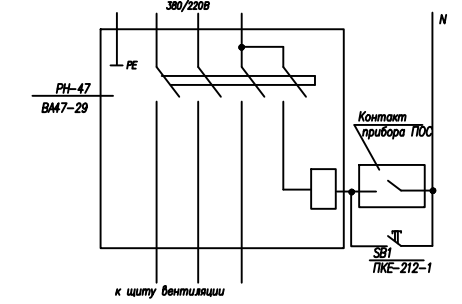 380/220В
N
PE
РН-47
ВА47-29
Контакт
прибора ПОС
SB1
ПКЕ-212-1
к щиту вентиляции